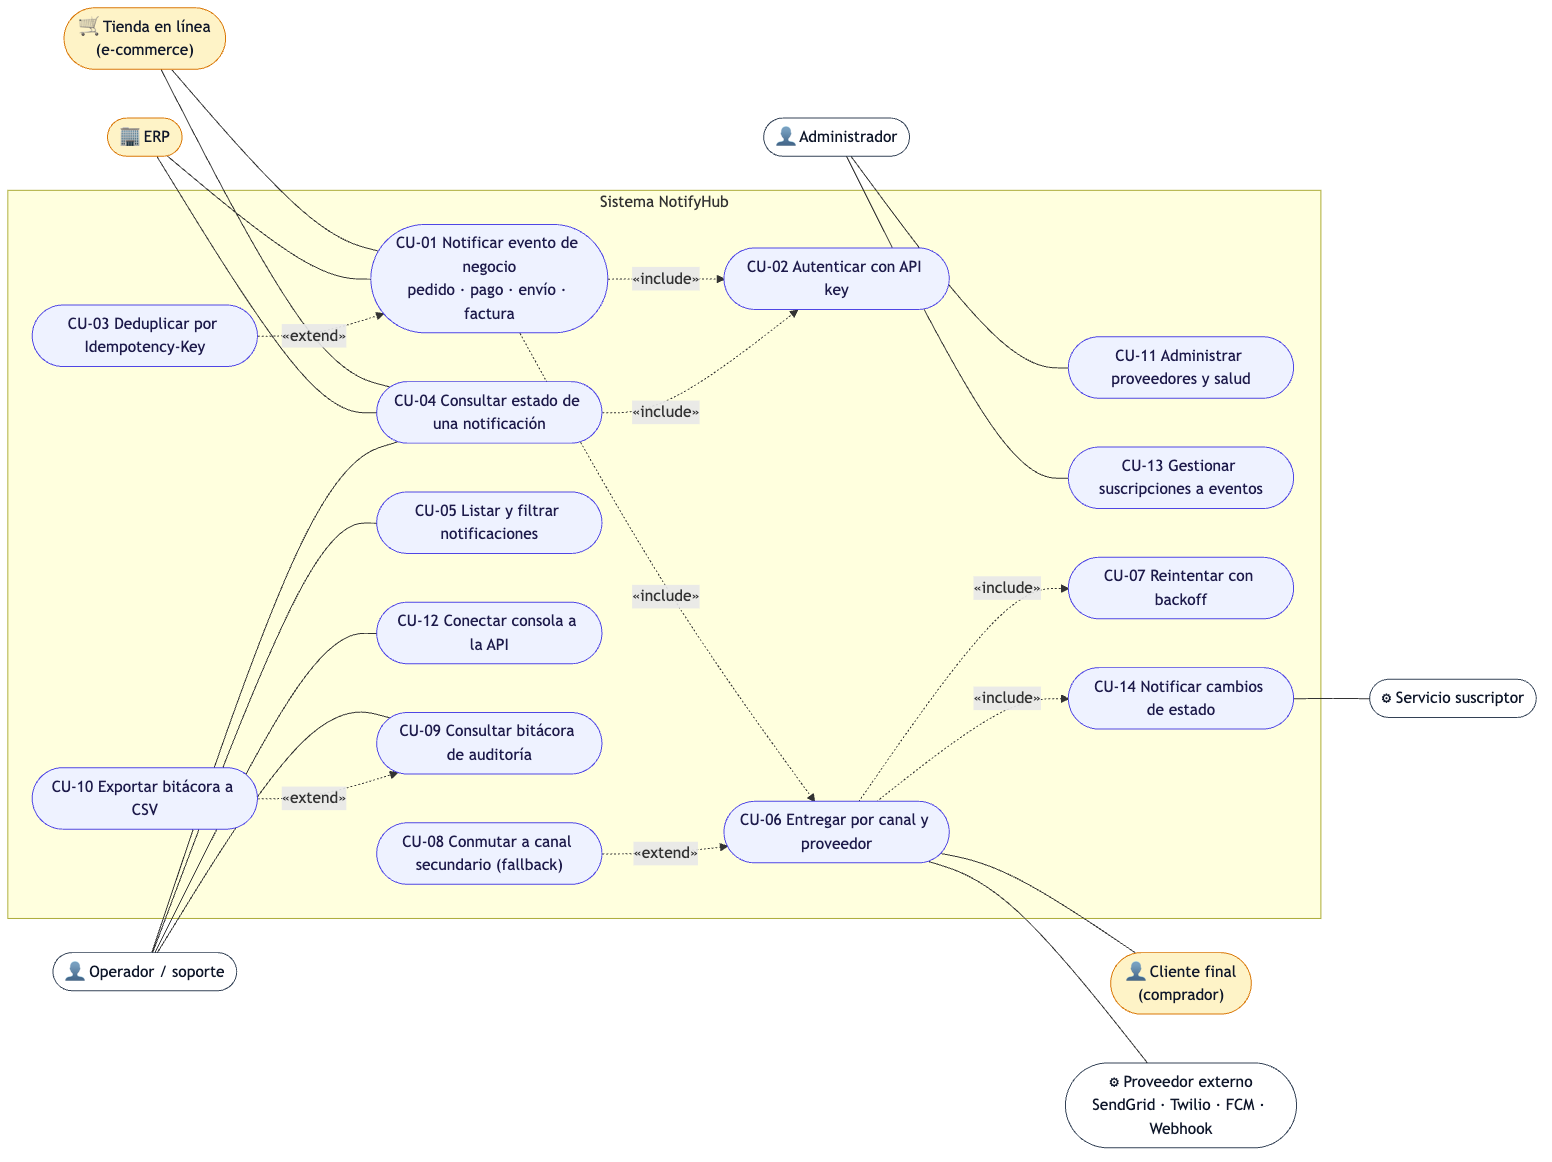 Tienda en línea
(e-commerce)
ERP
Administrador
Sistema NotifyHub
CU-01 Notificar evento de
negocio
pedido · pago · envío ·
factura
«include»
CU-02 Autenticar con API
key
CU-03 Deduplicar por
Idempotency-Key
«extend»
CU-11 Administrar
proveedores y salud
CU-04 Consultar estado de
una notificación
«include»
CU-13 Gestionar
suscripciones a eventos
CU-05 Listar y filtrar
notificaciones
«include»
«include»
CU-07 Reintentar con
backoff
CU-12 Conectar consola a
la API
«include»
CU-14 Notificar cambios
de estado
Servicio suscriptor
CU-09 Consultar bitácora
de auditoría
CU-10 Exportar bitácora a
CSV
«extend»
CU-08 Conmutar a canal
secundario (fallback)
«extend»
CU-06 Entregar por canal y
proveedor
Operador / soporte
Cliente final
(comprador)
Proveedor externo
SendGrid · Twilio · FCM ·
Webhook